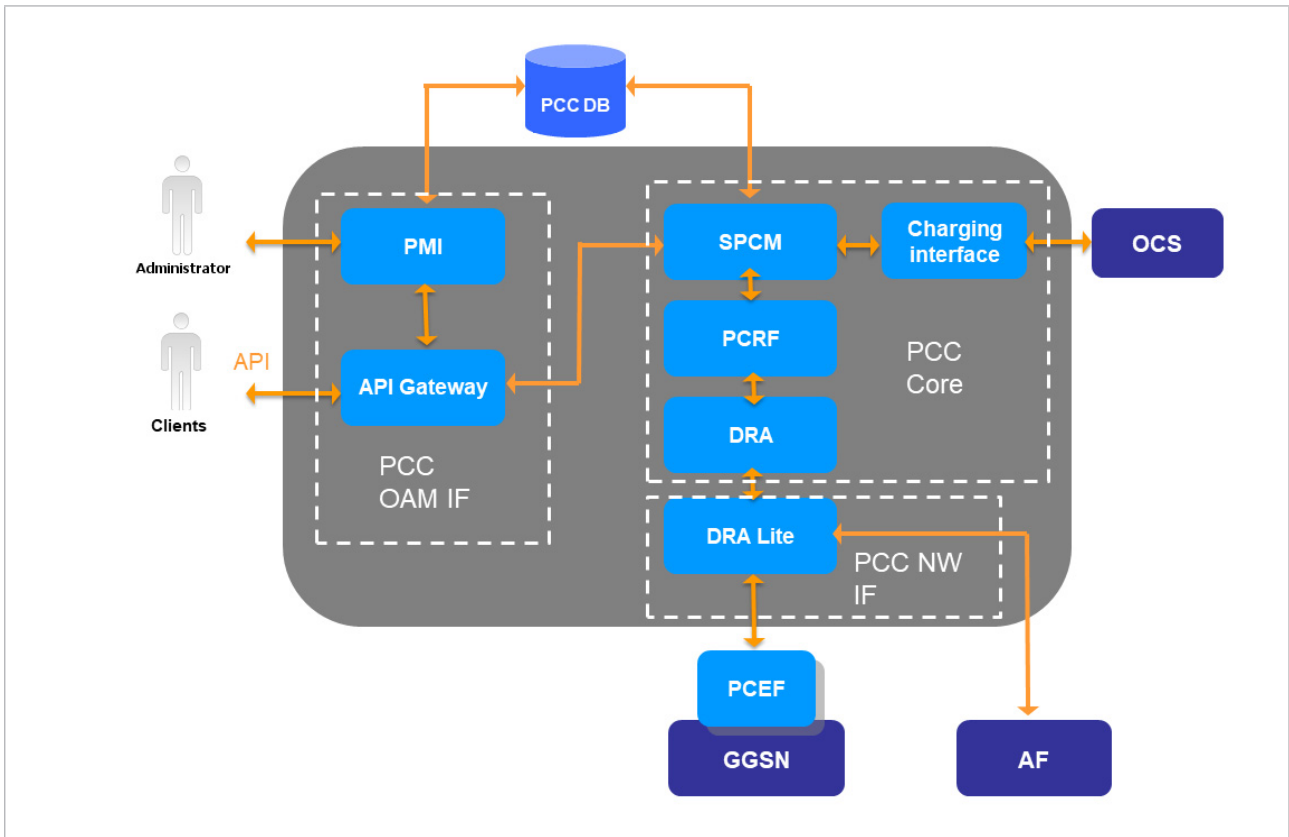 PCC DB
Administrator
PMI
SPCM
Charging
interface
OCS
API
Clients
API Gateway
PCRF
PCC
Core
DRA
PCC
OAM IF
DRA Lite
PCC NW
IF
PCEF
GGSN
AF